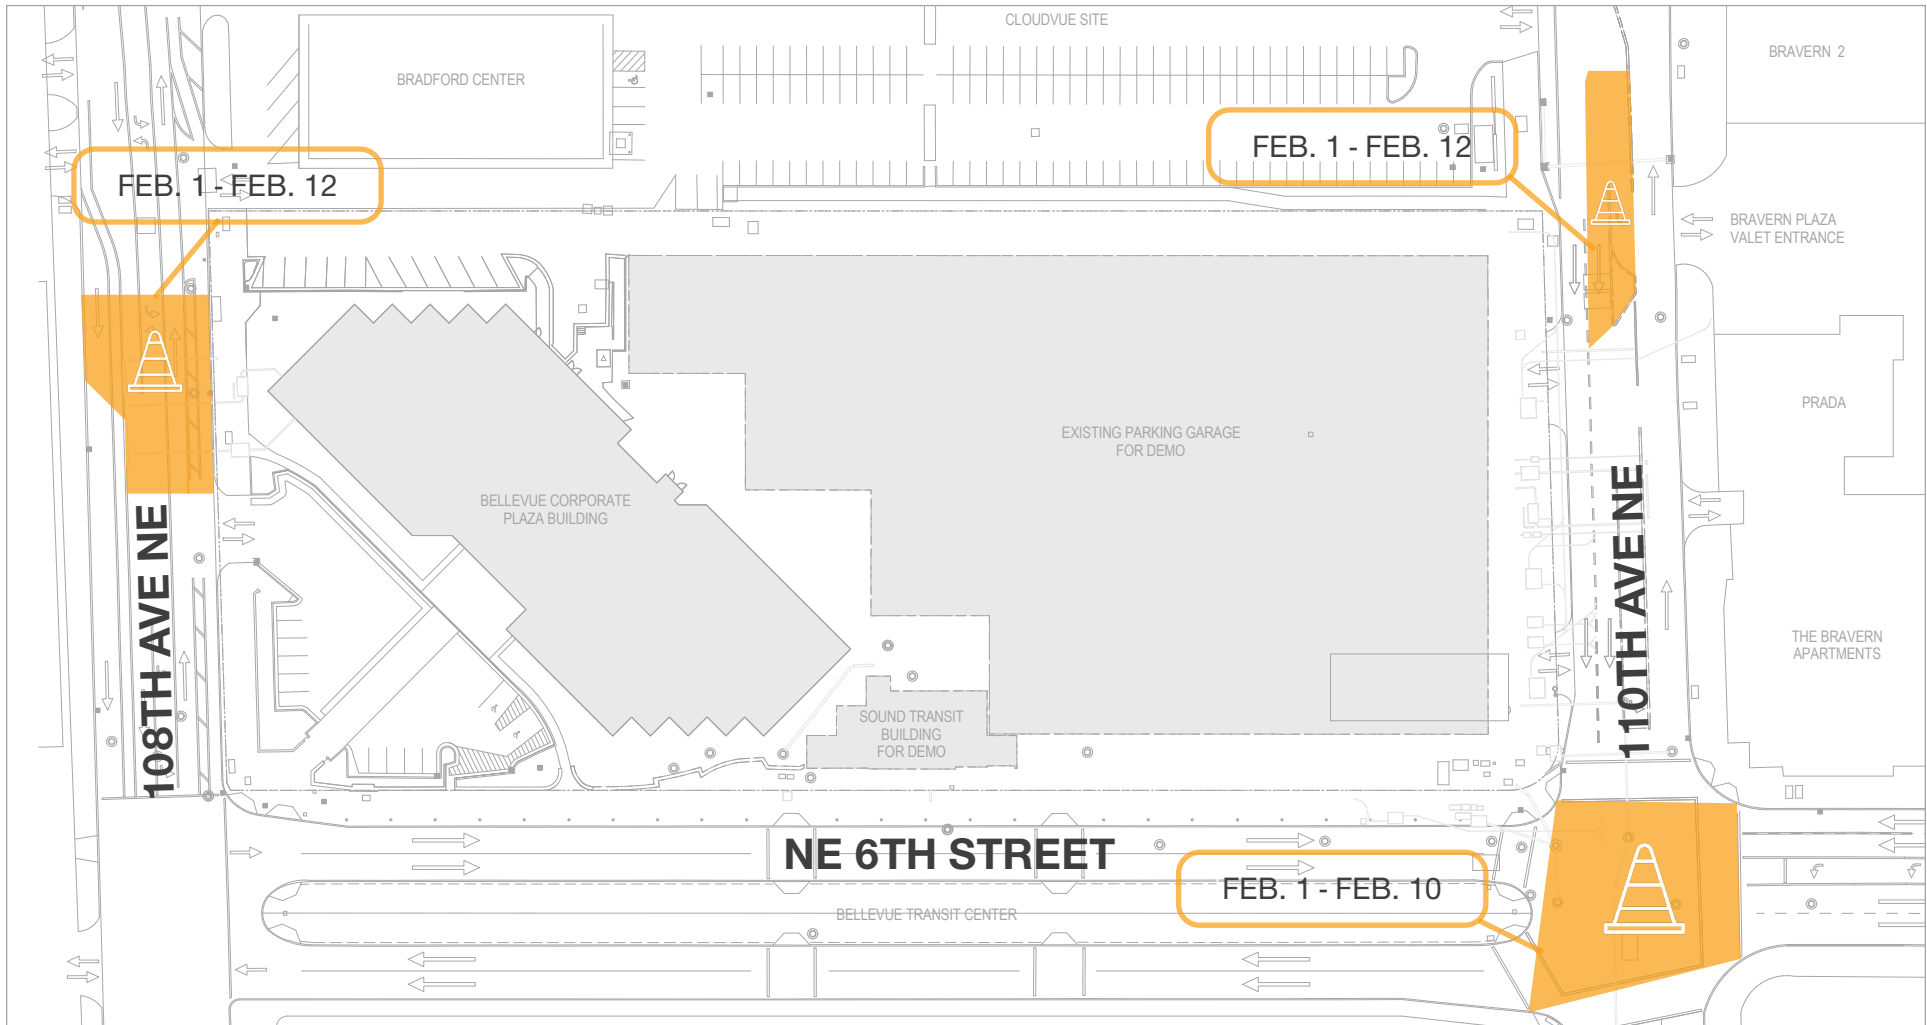 CLOUDVUE SITE
BRAVERN 2
BRADFORD CENTER
FEB. 1 - FEB. 12
FEB. 1 - FEB. 12
BRAVERN PLAZA
VALET ENTRANCE
PRADA
EXISTING PARKING GARAGE
FOR DEMO
BELLEVUE CORPORATE
PLAZA BUILDING
108TH AVE NE
110TH AVE NE
THE BRAVERN
APARTMENTS
SOUND TRANSIT
BUILDING
FOR DEMO
NE 6TH STREET
FEB. 1 - FEB. 10
BELLEVUE TRANSIT CENTER